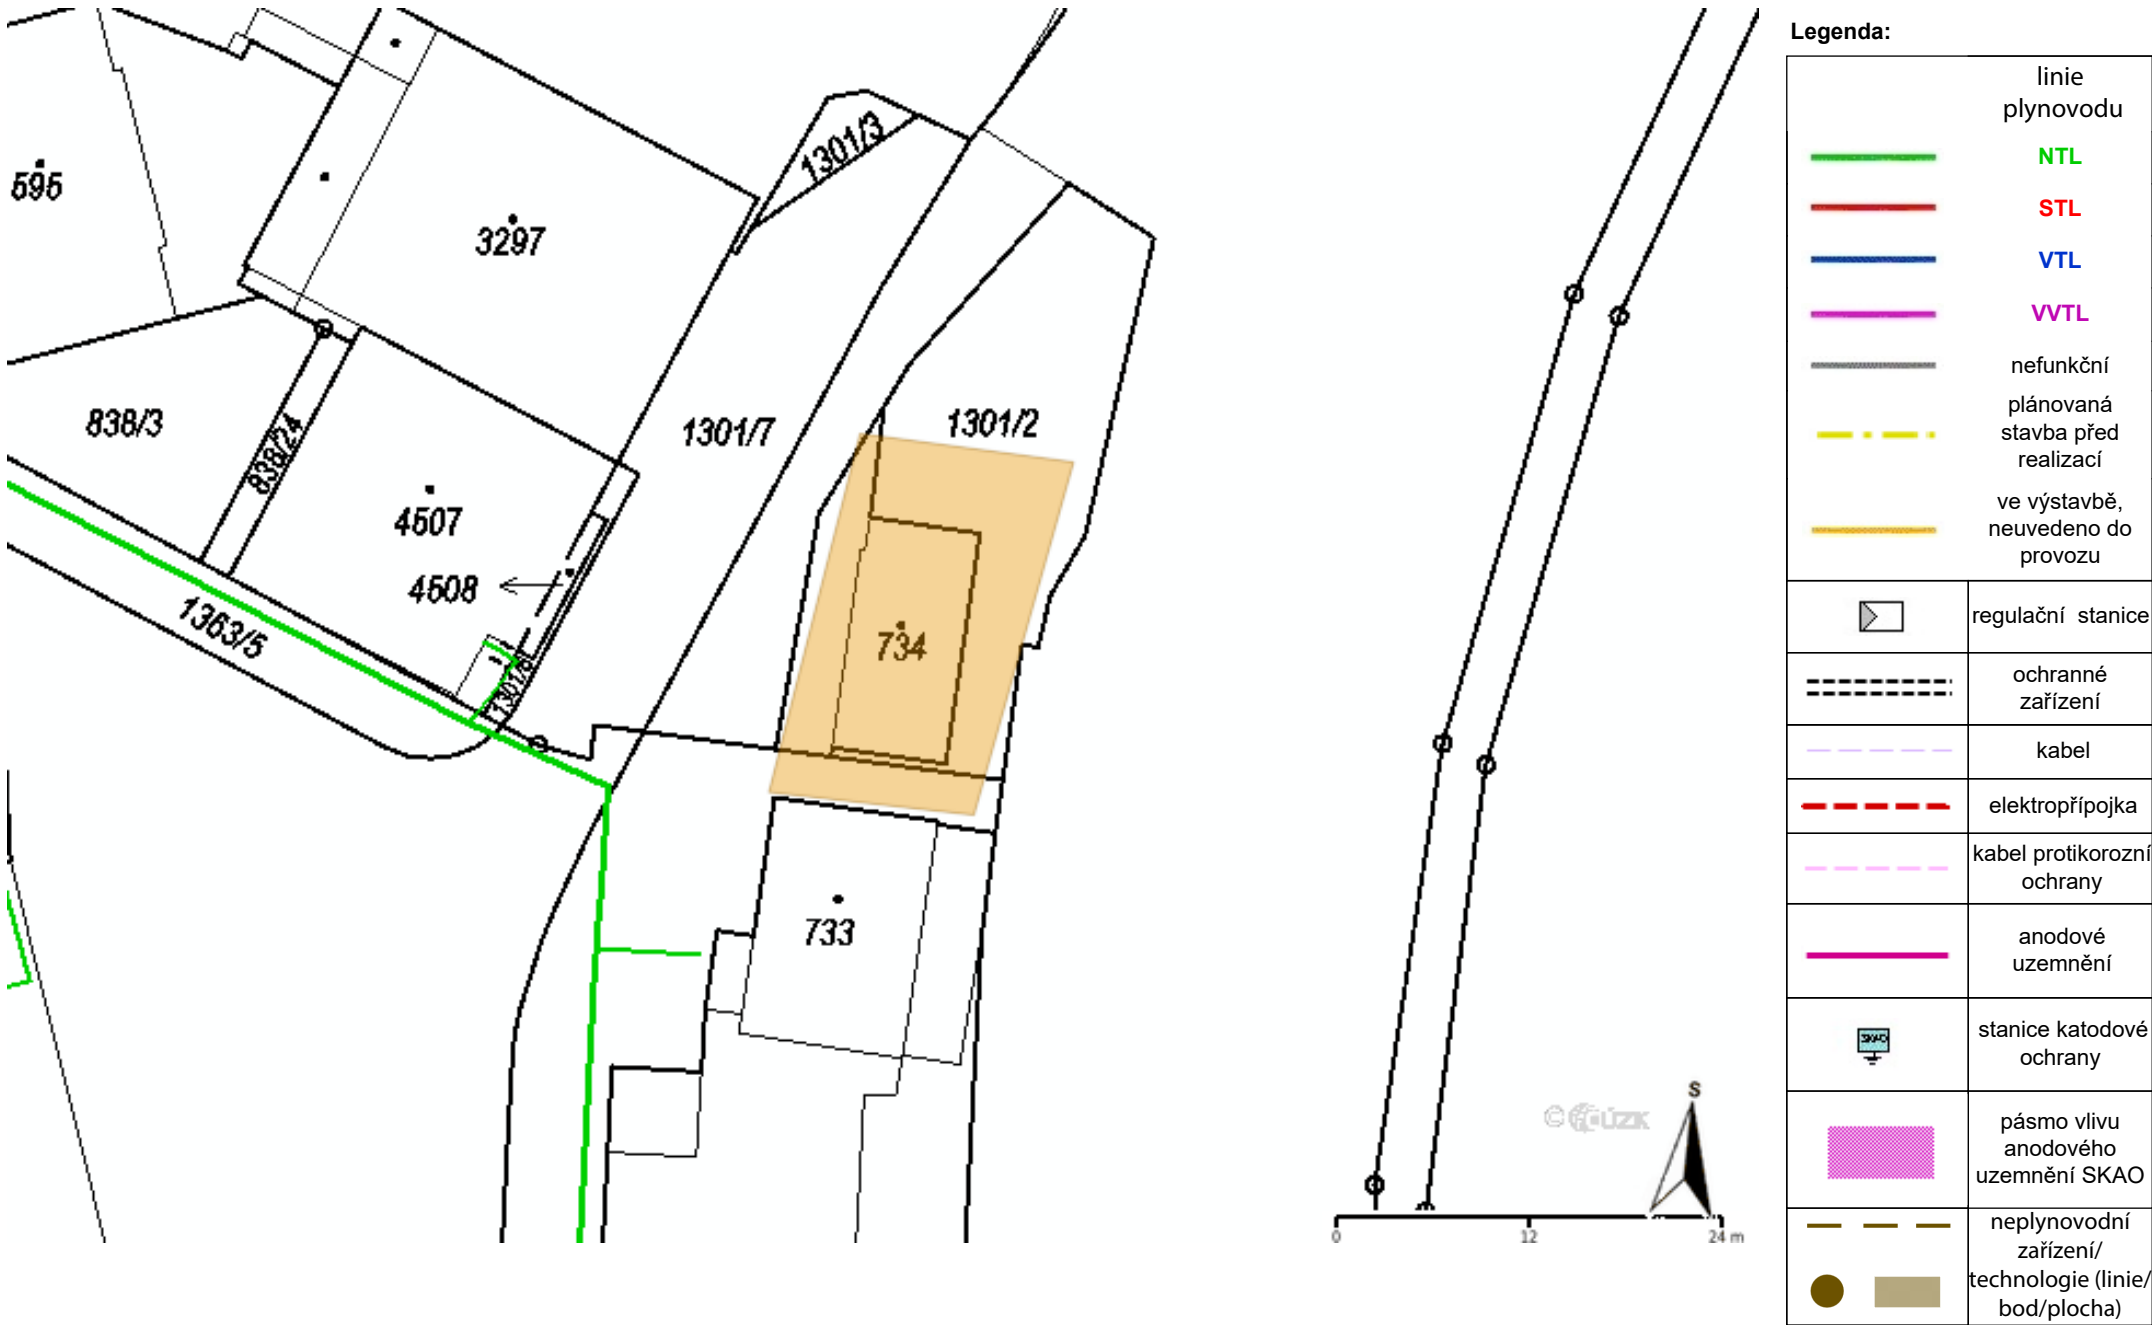 595
3297
1301/3
838/3
838/24
4507
4508
1363/5
1301/7
1301/2
734
733
S
0 12 24 m
Legenda:
linie
plynovodu
NTL
STL
VTL
VVTL
nefunkční
plánovaná
stavba před
realizací
ve výstavbě,
neuvedeno do
provozu
regulační stanice
ochranné
zařízení
kabel
elektropřípojka
kabel protikorozní
ochrany
anodové
uzemnění
SKAO
stanice katodové
ochrany
pásmo vlivu
anodového
uzemnění SKAO
neplynovodní
zařízení/
technologie (linie/
bod/plocha)